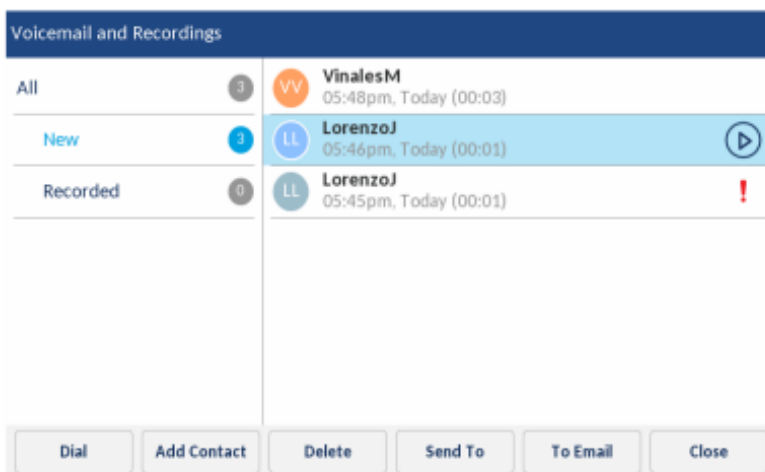 Voicemail and Recordings
All 3
New 3
Recorded 0
VV VinalesM
05:48pm, Today (00:03)
LL LorenzoJ
05:46pm, Today (00:01)
LL LorenzoJ
05:45pm, Today (00:01) !
Dial Add Contact Delete Send To To Email Close